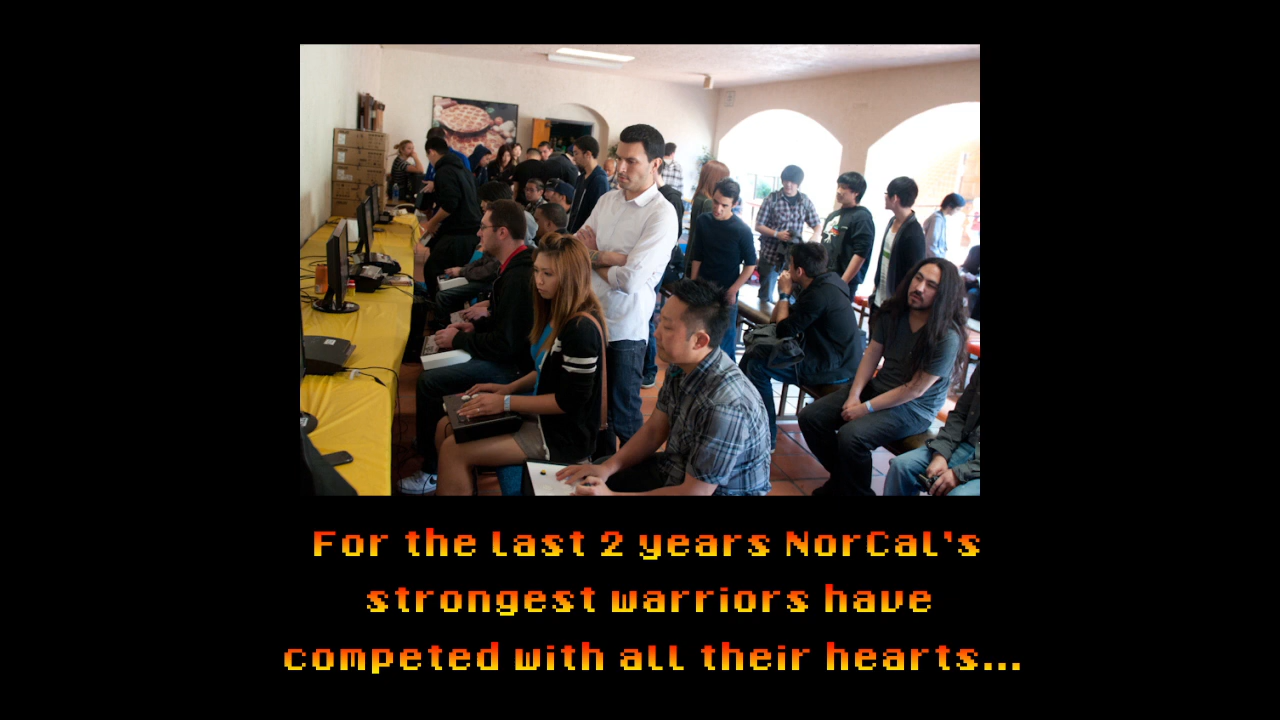 For the last 2 years NorCal's
strongest warriors have
competed with all their hearts...